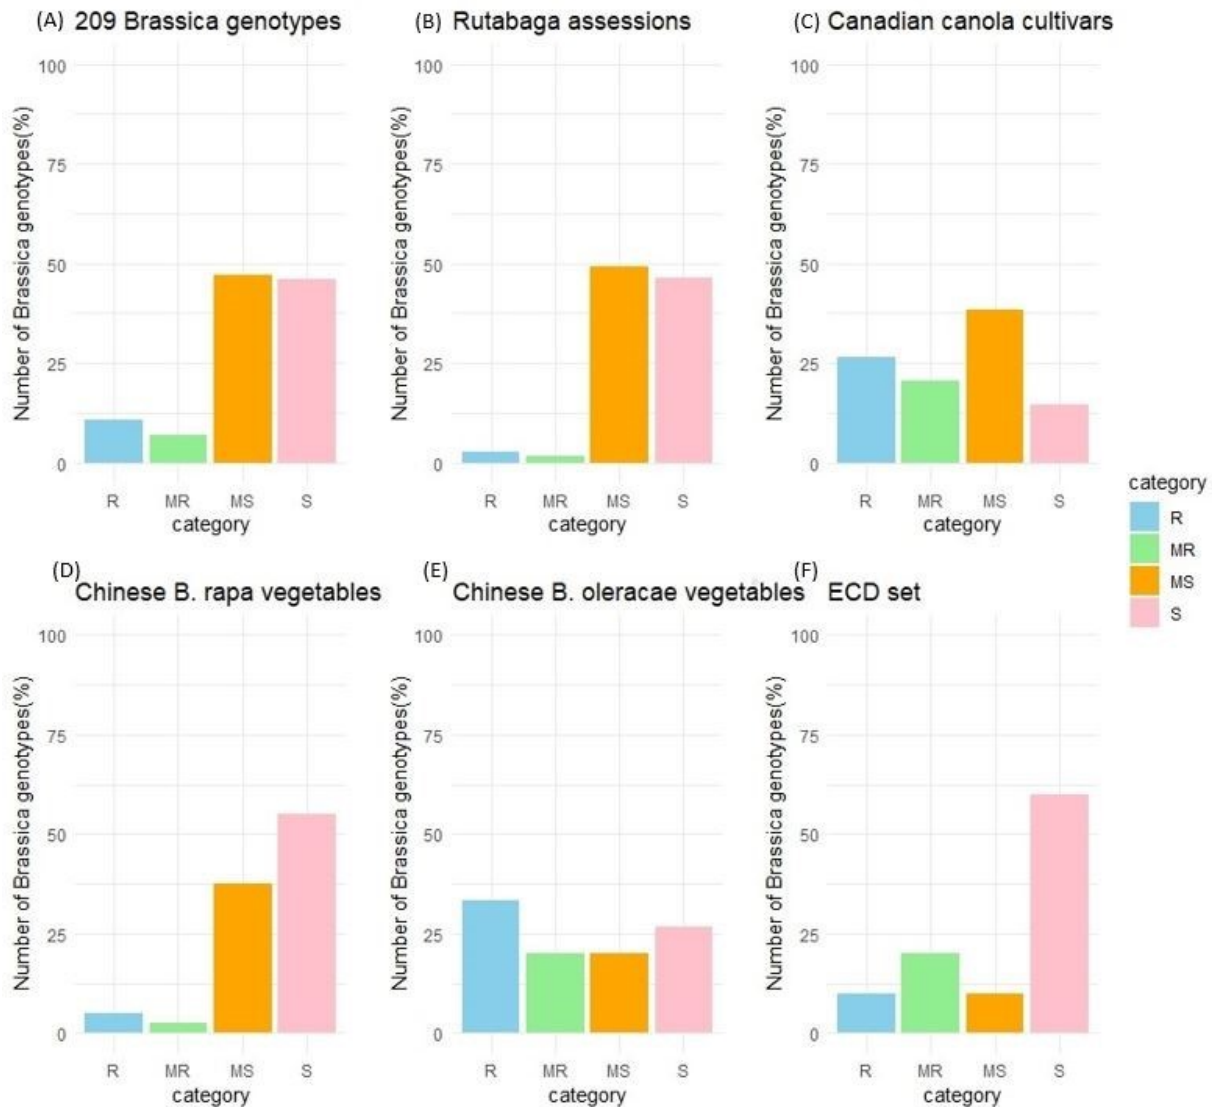 (A) 209 Brassica genotypes
Number of Brassica genotypes(%)
100
75
50
25
0
R MR MS S
category
(B) Rutabaga assessions
Number of Brassica genotypes(%)
100
75
50
25
0
R MR MS S
category
(C) Canadian canola cultivars
Number of Brassica genotypes(%)
100
75
50
25
0
R MR MS S
category
category
R
MR
MS
S
(D) Chinese B. rapa vegetables
Number of Brassica genotypes(%)
100
75
50
25
0
R MR MS S
category
(E) Chinese B. oleracae vegetables
Number of Brassica genotypes(%)
100
75
50
25
0
R MR MS S
category
(F) ECD set
Number of Brassica genotypes(%)
100
75
50
25
0
R MR MS S
category